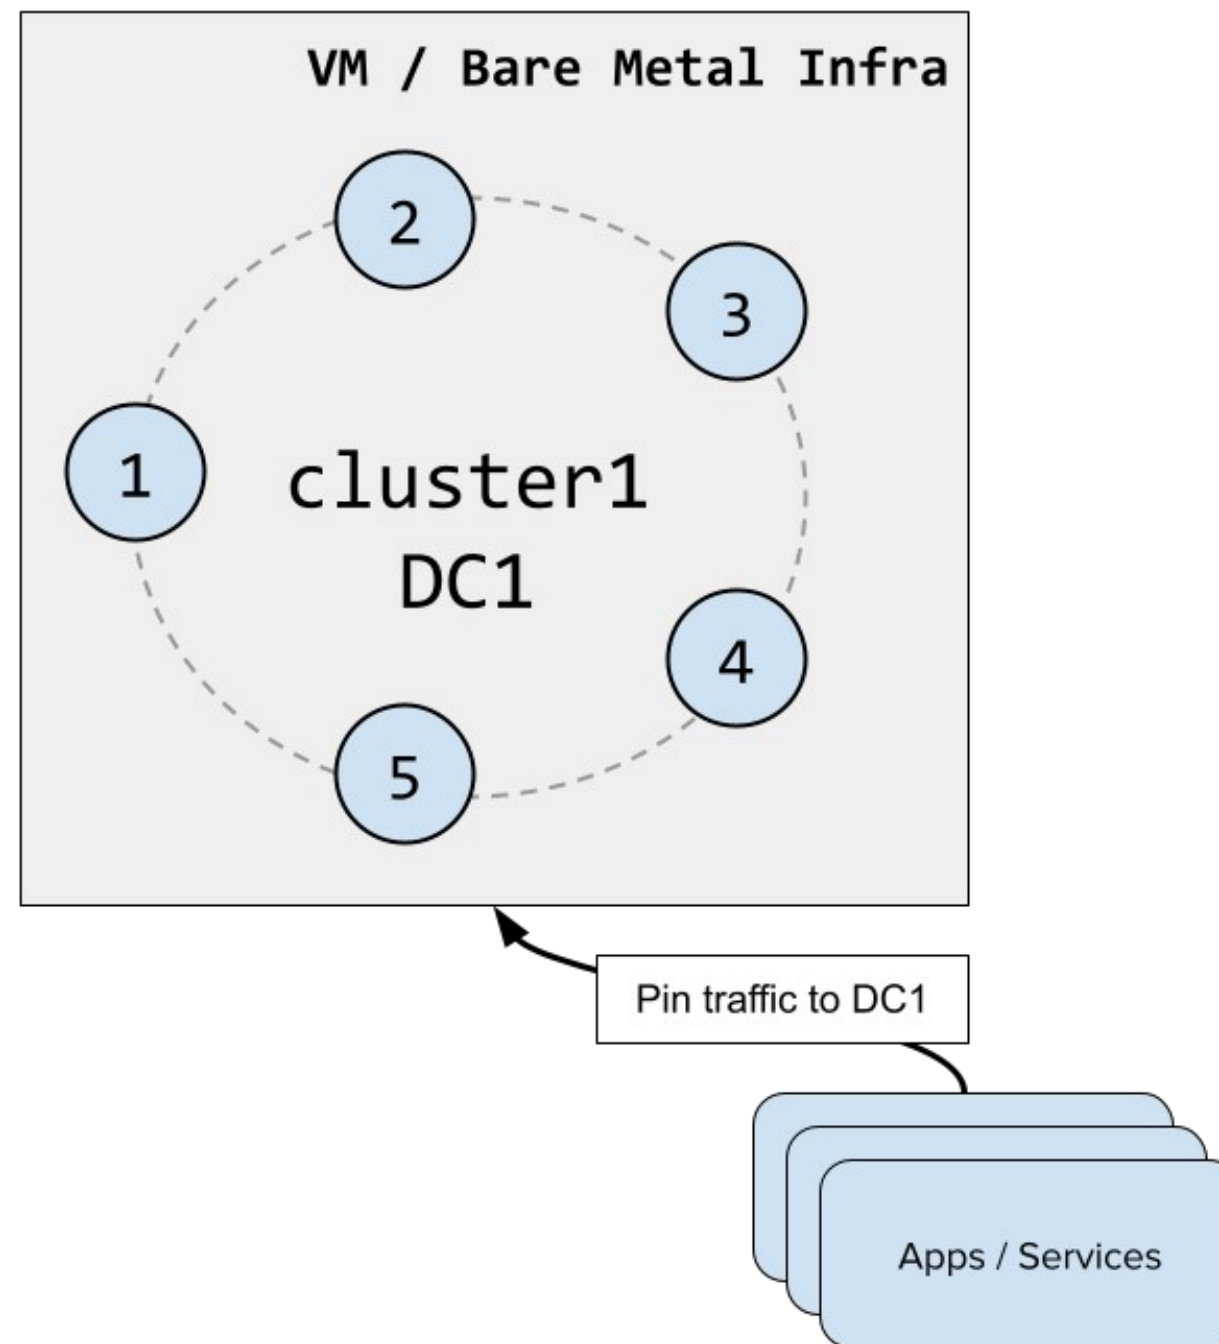 VM / Bare Metal Infra
2
3
1
cluster1
DC1
4
5
Pin traffic to DC1
Apps / Services